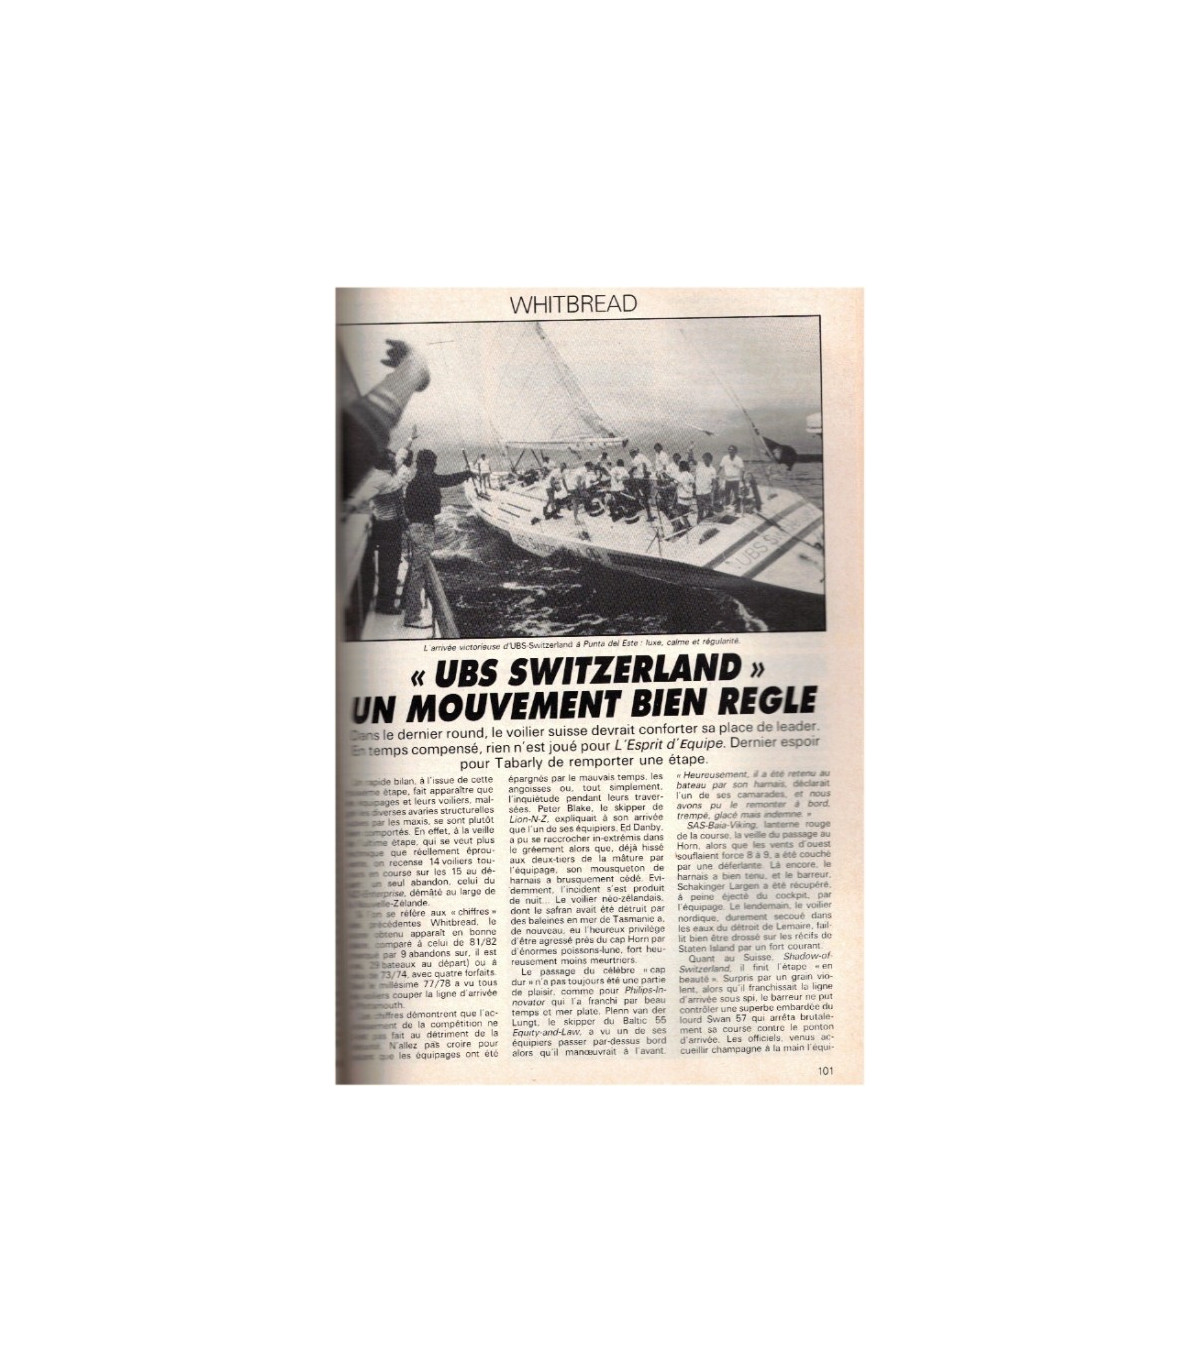 WHITBREAD
UBS SWITZ
L'arrivée victorieuse d'UBS-Switzerland à Punta del Este : luxe, calme et régularité.
« UBS SWITZERLAND »
UN MOUVEMENT BIEN REGLE
Dans le dernier round, le voilier suisse devrait conforter sa place de leader.
En temps compensé, rien n'est joué pour L'Esprit d'Equipe. Dernier espoir
pour Tabarly de remporter une étape.
rapide bilan, à l'issue de cette
étape, fait apparaître que
équipages et leurs voiliers, mal-
diverses avaries structurelles
par les maxis, se sont plutôt
comportés. En effet, à la veille
étape, qui se veut plus
que réellement éprou-
on recense 14 voiliers tou-
en course sur les 15 au dé-
un seul abandon, celui du
démâté au large de
Nouvelle-Zélande.
se réfère aux « chiffres »
précédentes Whitbread, le
obtenu apparaît en bonne
comparé à celui de 81/82
par 9 abandons sur, il est
29 bateaux au départ) ou à
73/74, avec quatre forfaits.
millésime 77/78 a vu tous
couper la ligne d'arrivée
Portsmouth.
chiffres démontrent que l'ac-
de la compétition ne
fait au détriment de la
N'allez pas croire pour
que les équipages ont été
épargnés par le mauvais temps, les
angoisses ou, tout simplement,
l'inquiétude pendant leurs traver-
sées. Peter Blake, le skipper de
Lion-N-Z, expliquait à son arrivée
que l'un de ses équipiers, Ed Danby,
a pu se raccrocher in-extrémis dans
le gréement alors que, déjà hissé
aux deux-tiers de la mâture par
l'équipage, son mousqueton de
harnais a brusquement cédé. Evi-
demment, l'incident s'est produit
de nuit... Le voilier néo-zélandais,
dont le safran avait été détruit par
des baleines en mer de Tasmanie a,
de nouveau, eu l'heureux privilège
d'être agressé près du cap Horn par
d'énormes poissons-lune, fort heu-
reusement moins meurtriers.
Le passage du célèbre « cap
dur » n'a pas toujours été une partie
de plaisir, comme pour Philips-In-
novator qui l'a franchi par beau
temps et mer plate. Plenn van der
Lungt, le skipper du Baltic 55
Equity-and-Law, a vu un de ses
équipiers passer par-dessus bord
alors qu'il manœuvrait à l'avant.
« Heureusement, il a été retenu au
bateau par son harnais, déclarait
l'un de ses camarades, et nous
avons pu le remonter à bord,
trempé, glacé mais indemne. »
SAS-Baia-Viking, lanterne rouge
de la course, la veille du passage au
Horn, alors que les vents d'ouest
soufflaient force 8 à 9, a été couché
par une déferlante. Là encore, le
harnais a bien tenu, et le barreur,
Schakinger Largen a été récupéré,
à peine éjecté du cockpit, par
l'équipage. Le lendemain, le voilier
nordique, durement secoué dans
les eaux du détroit de Lemaire, fail-
lit bien être drossé sur les récifs de
Staten Island par un fort courant.
Quant au Suisse, Shadow-of-
Switzerland, il finit l'étape « en
beauté ». Surpris par un grain vio-
lent, alors qu'il franchissait la ligne
d'arrivée sous spi, le barreur ne put
contrôler une superbe embardée du
lourd Swan 57 qui arrêta brutale-
ment sa course contre le ponton
d'arrivée. Les officiels, venus ac-
cueillir champagne à la main l'équi-
101